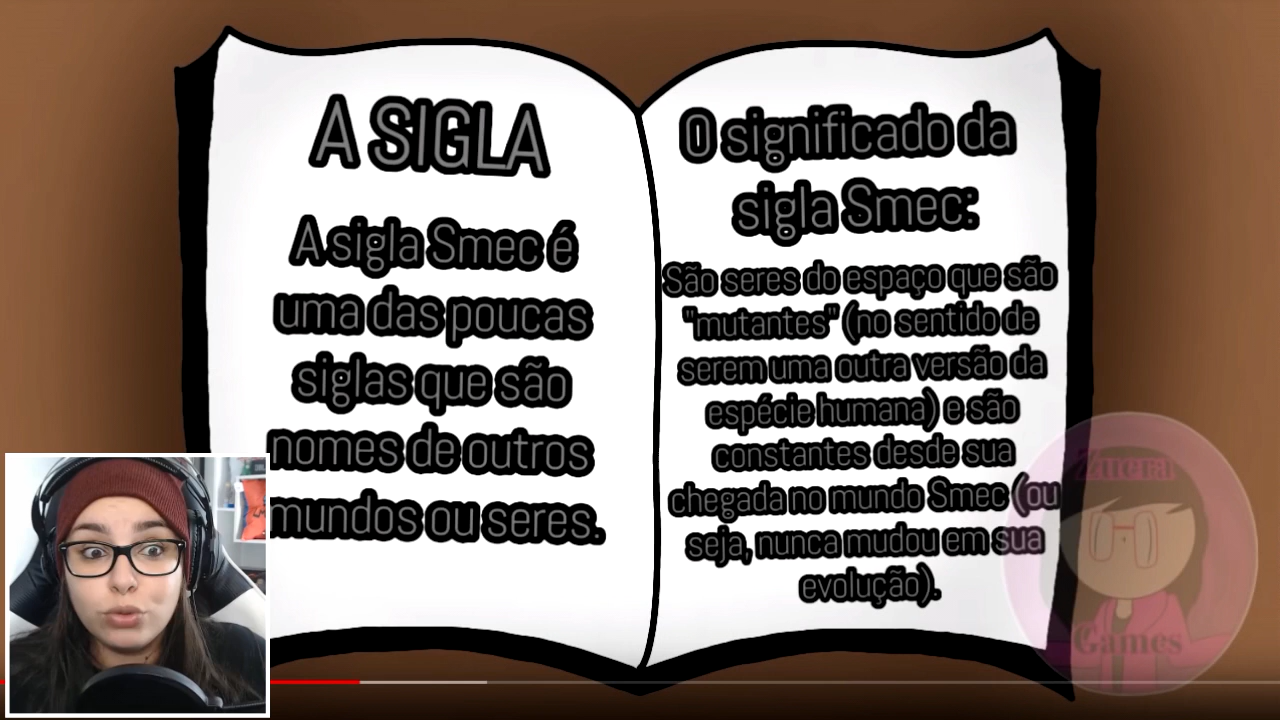 A SIGLA
A sigla Smec é
uma das poucas
siglas que são
nomes de outros
mundos ou seres.
O significado da
sigla Smec:
São seres do espaço que são
"mutantes" (no sentido de
serem uma outra versão da
espécie humana) e são
constantes desde sua
chegada no mundo Smec (ou
seja, nunca mudou em sua
evolução).
Zuera
Games